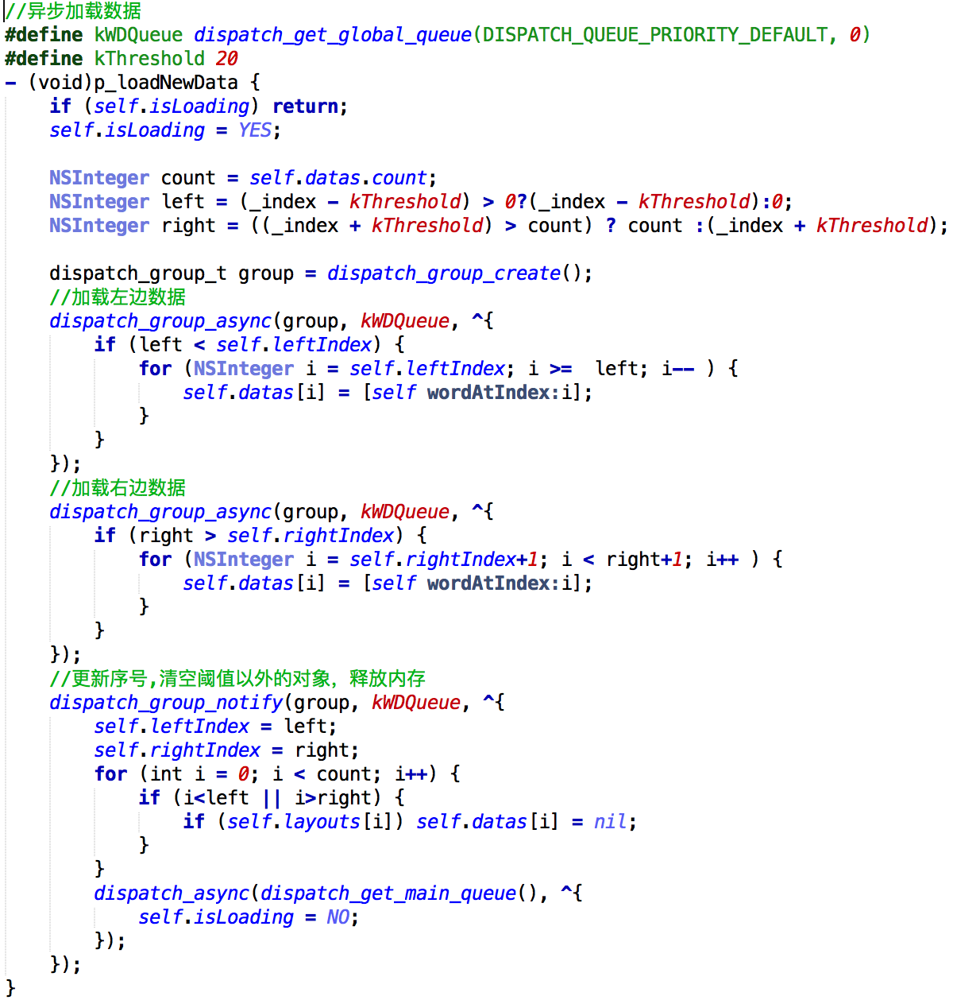 //异步加载数据
#define kWDQueue dispatch_get_global_queue(DISPATCH_QUEUE_PRIORITY_DEFAULT, 0)
#define kThreshold 20
- (void)p_loadNewData {
    if (self.isLoading) return;
    self.isLoading = YES;

    NSInteger count = self.datas.count;
    NSInteger left = (_index - kThreshold) > 0?(_index - kThreshold):0;
    NSInteger right = ((_index + kThreshold) > count) ? count :(_index + kThreshold);

    dispatch_group_t group = dispatch_group_create();
    //加载左边数据
    dispatch_group_async(group, kWDQueue, ^{
        if (left < self.leftIndex) {
            for (NSInteger i = self.leftIndex; i >=  left; i-- ) {
                self.datas[i] = [self wordAtIndex:i];
            }
        }
    });
    //加载右边数据
    dispatch_group_async(group, kWDQueue, ^{
        if (right > self.rightIndex) {
            for (NSInteger i = self.rightIndex+1; i < right+1; i++ ) {
                self.datas[i] = [self wordAtIndex:i];
            }
        }
    });
    //更新序号,清空阈值以外的对象，释放内存
    dispatch_group_notify(group, kWDQueue, ^{
        self.leftIndex = left;
        self.rightIndex = right;
        for (int i = 0; i < count; i++) {
            if (i<left || i>right) {
                if (self.layouts[i]) self.datas[i] = nil;
            }
        }
        dispatch_async(dispatch_get_main_queue(), ^{
            self.isLoading = NO;
        });
    });
}